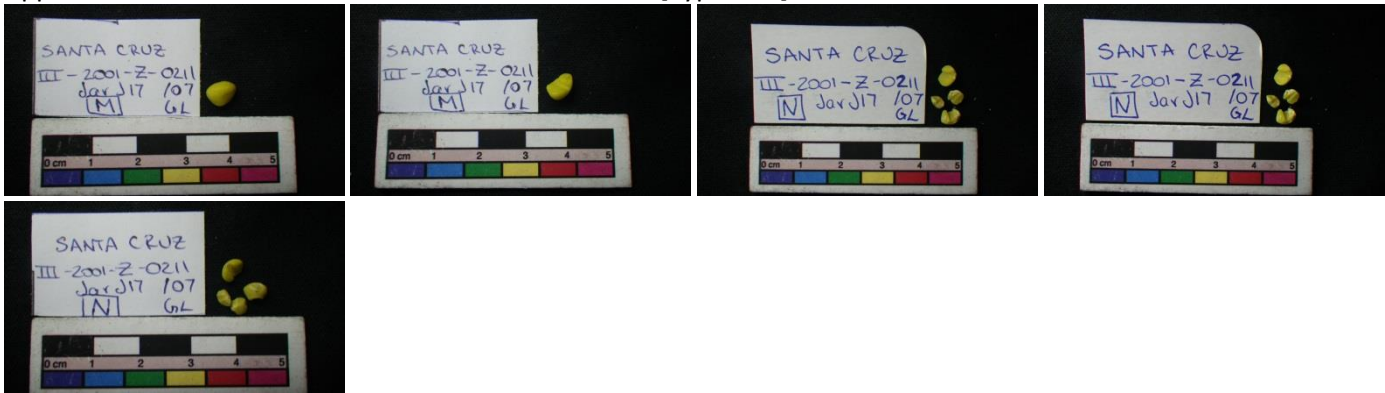 SANTA CRUZ
III-2001-Z-0211
Jar J17 /07
M GL
0 cm 1 2 3 4 5
SANTA CRUZ
III-2001-Z-0211
Jar J17 /07
M GL
0 cm 1 2 3 4 5
SANTA CRUZ
III-2001-Z-0211
N Jar J17 /07
GL
0 cm 1 2 3 4 5
SANTA CRUZ
III-2001-Z-0211
N Jar J17 /07
GL
0 cm 1 2 3 4 5
SANTA CRUZ
III-2001-Z-0211
Jar J17 /07
N GL
0 cm 1 2 3 4 5